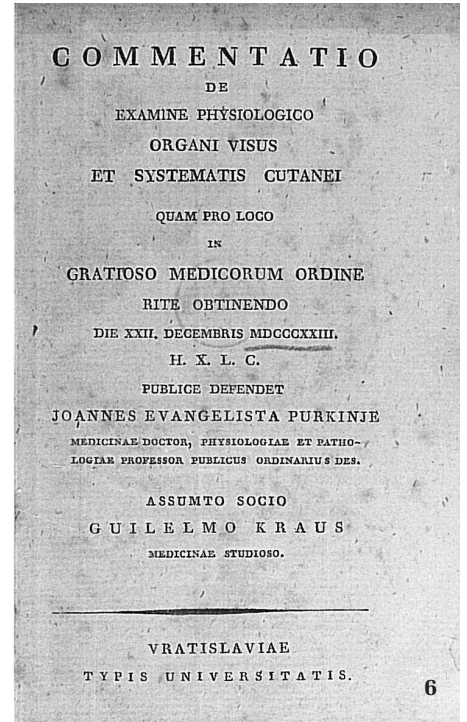 COMMENTATIO
DE
EXAMINE PHYSIOLOGICO
ORGANI VISUS
ET SYSTEMATIS CUTANEI
QUAM PRO LOCO
IN
GRATIOSO MEDICORUM ORDINE
RITE OBTINENDO
DIE XXII. DECEMBRIS MDCCCXXIII.
H. X. L. C.
PUBLICE DEFENDET
JOANNES EVANGELISTA PURKINJE
MEDICINAE DOCTOR, PHYSIOLOGIAE ET PATHO-
LOGIAE PROFESSOR PUBLICUS ORDINARIUS DES.
ASSUMTO SOCIO
GUILELMO KRAUS
MEDICINAE STUDIOSO.
VRATISLAVIAE
TYPIS UNIVERSITATIS.
6